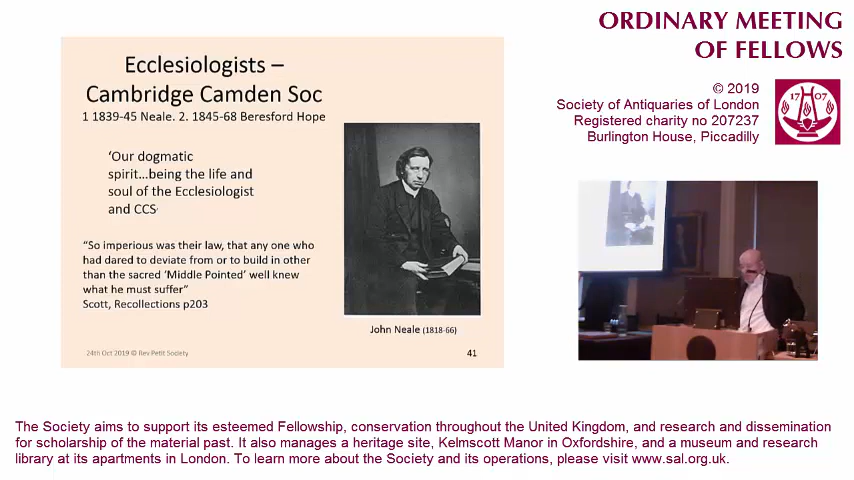 ORDINARY MEETING
OF FELLOWS
© 2019
Society of Antiquaries of London
Registered charity no 207237
Burlington House, Piccadilly
1707
Ecclesiologists –
Cambridge Camden Soc
1 1839-45 Neale. 2. 1845-68 Beresford Hope
‘Our dogmatic
spirit...being the life and
soul of the Ecclesiologist
and CCS’
“So imperious was their law, that any one who
had dared to deviate from or to build in other
than the sacred ‘Middle Pointed’ well knew
what he must suffer”
Scott, Recollections p203
John Neale (1818-66)
24th Oct 2019 © Rev Petit Society
41
The Society aims to support its esteemed Fellowship, conservation throughout the United Kingdom, and research and dissemination
for scholarship of the material past. It also manages a heritage site, Kelmscott Manor in Oxfordshire, and a museum and research
library at its apartments in London. To learn more about the Society and its operations, please visit www.sal.org.uk.